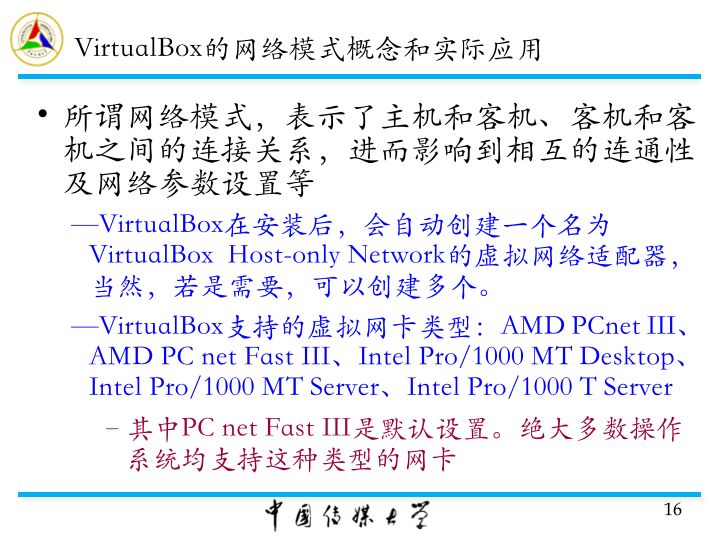 VirtualBox的网络模式概念和实际应用
• 所谓网络模式，表示了主机和客机、客机和客
机之间的连接关系，进而影响到相互的连通性
及网络参数设置等
—VirtualBox在安装后，会自动创建一个名为
VirtualBox Host-only Network的虚拟网络适配器，
当然，若是需要，可以创建多个。
—VirtualBox支持的虚拟网卡类型：AMD PCnet III、
AMD PC net Fast III、Intel Pro/1000 MT Desktop、
Intel Pro/1000 MT Server、Intel Pro/1000 T Server
– 其中PC net Fast III是默认设置。绝大多数操作
系统均支持这种类型的网卡
中国传媒大学
16